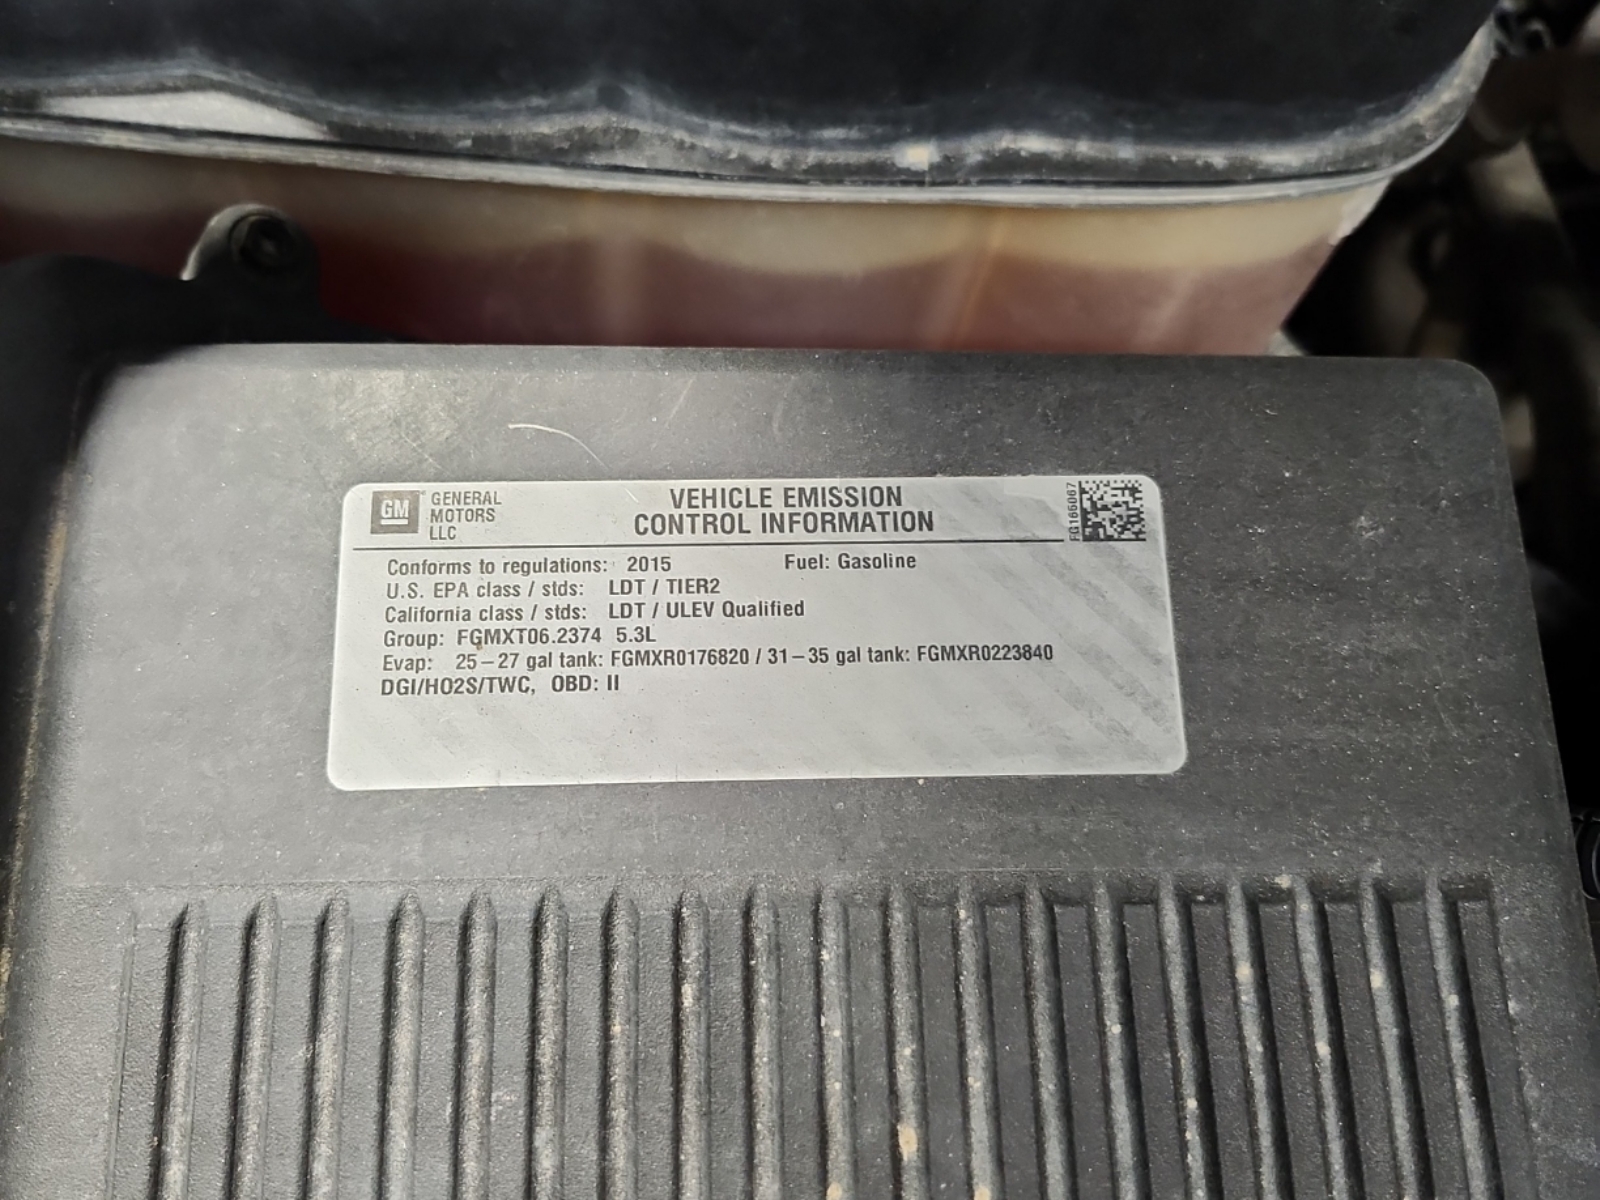 GM GENERAL MOTORS LLC
VEHICLE EMISSION
CONTROL INFORMATION
FG165067
Conforms to regulations: 2015 Fuel: Gasoline
U.S. EPA class / stds: LDT / TIER2
California class / stds: LDT / ULEV Qualified
Group: FGMXT06.2374 5.3L
Evap: 25–27 gal tank: FGMXR0176820 / 31–35 gal tank: FGMXR0223840
DGI/HO2S/TWC, OBD: II